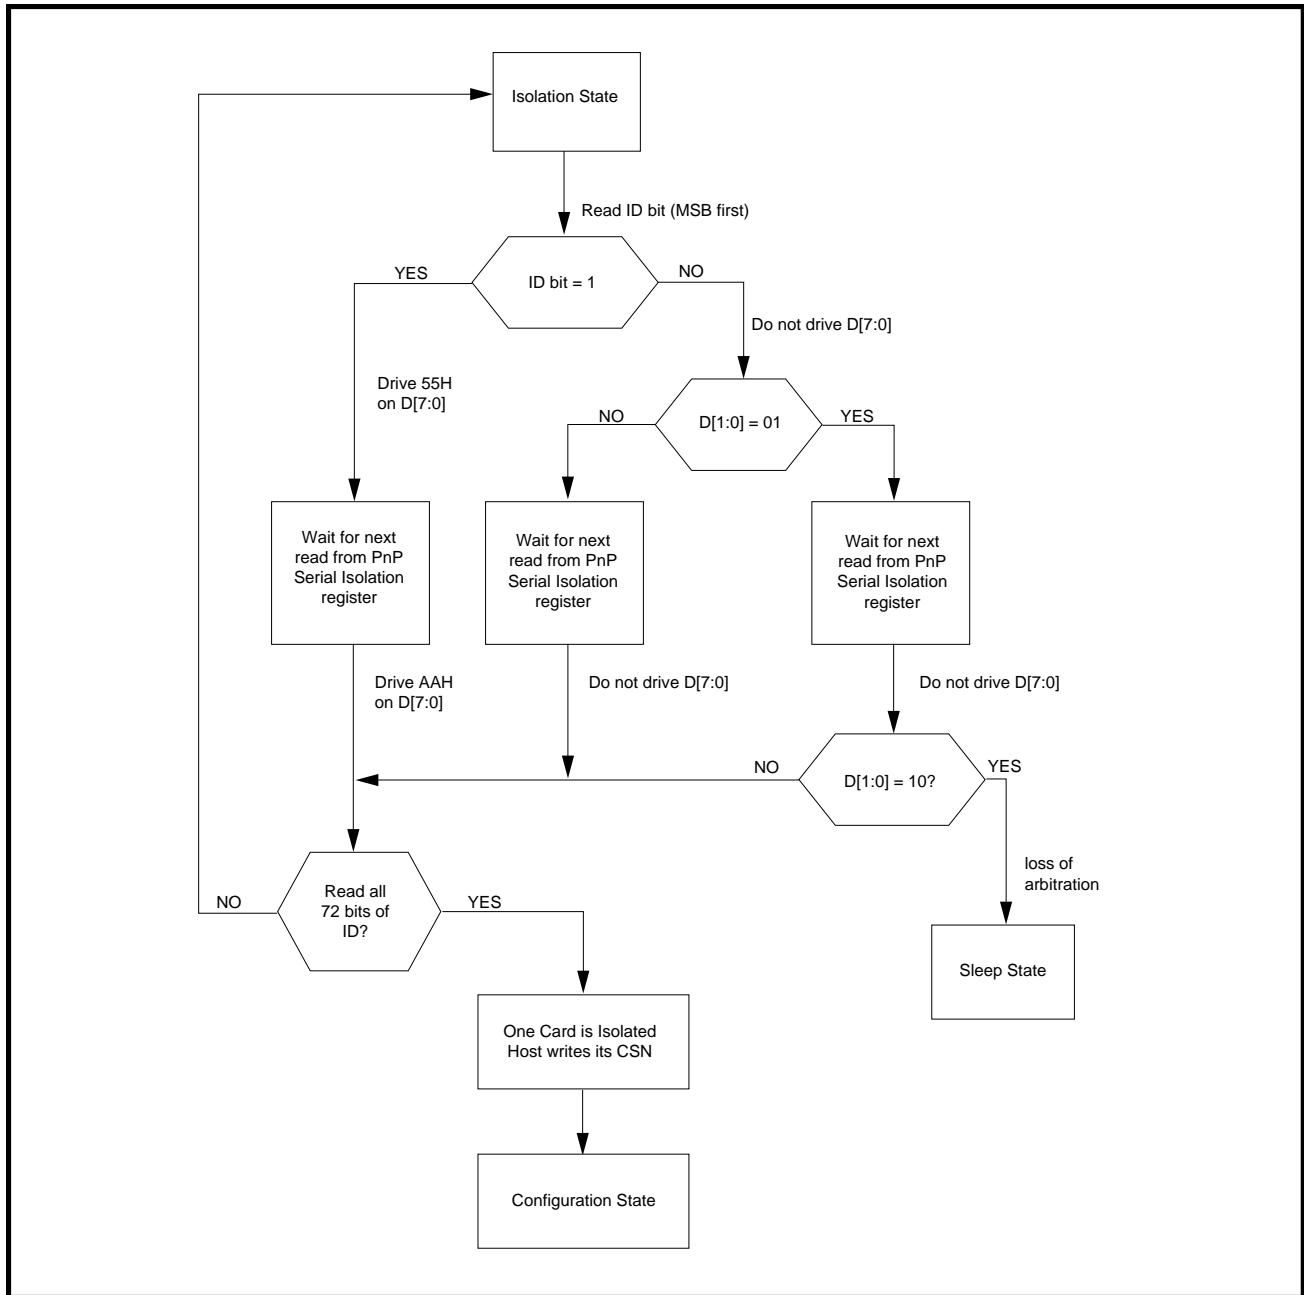 Isolation State
Read ID bit (MSB first)
YES
ID bit = 1
NO
Do not drive D[7:0]
Drive 55H
on D[7:0]
NO
D[1:0] = 01
YES
Wait for next
read from PnP
Serial Isolation
register
Wait for next
read from PnP
Serial Isolation
register
Wait for next
read from PnP
Serial Isolation
register
Drive AAH
on D[7:0]
Do not drive D[7:0]
Do not drive D[7:0]
NO
D[1:0] = 10?
YES
loss of
arbitration
NO
Read all
72 bits of
ID?
YES
Sleep State
One Card is Isolated
Host writes its CSN
Configuration State